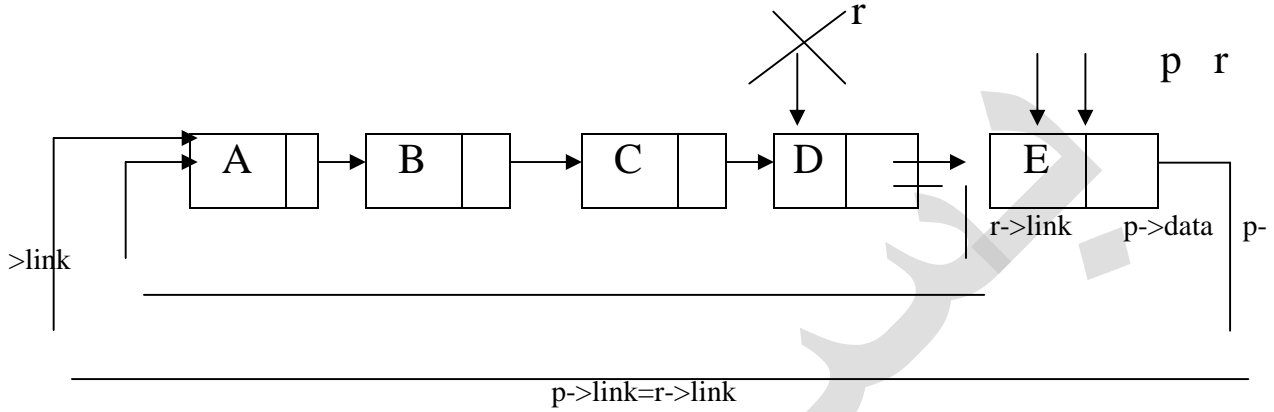 r
p r
A B C D E
r->link p->data p-
>link
p->link=r->link